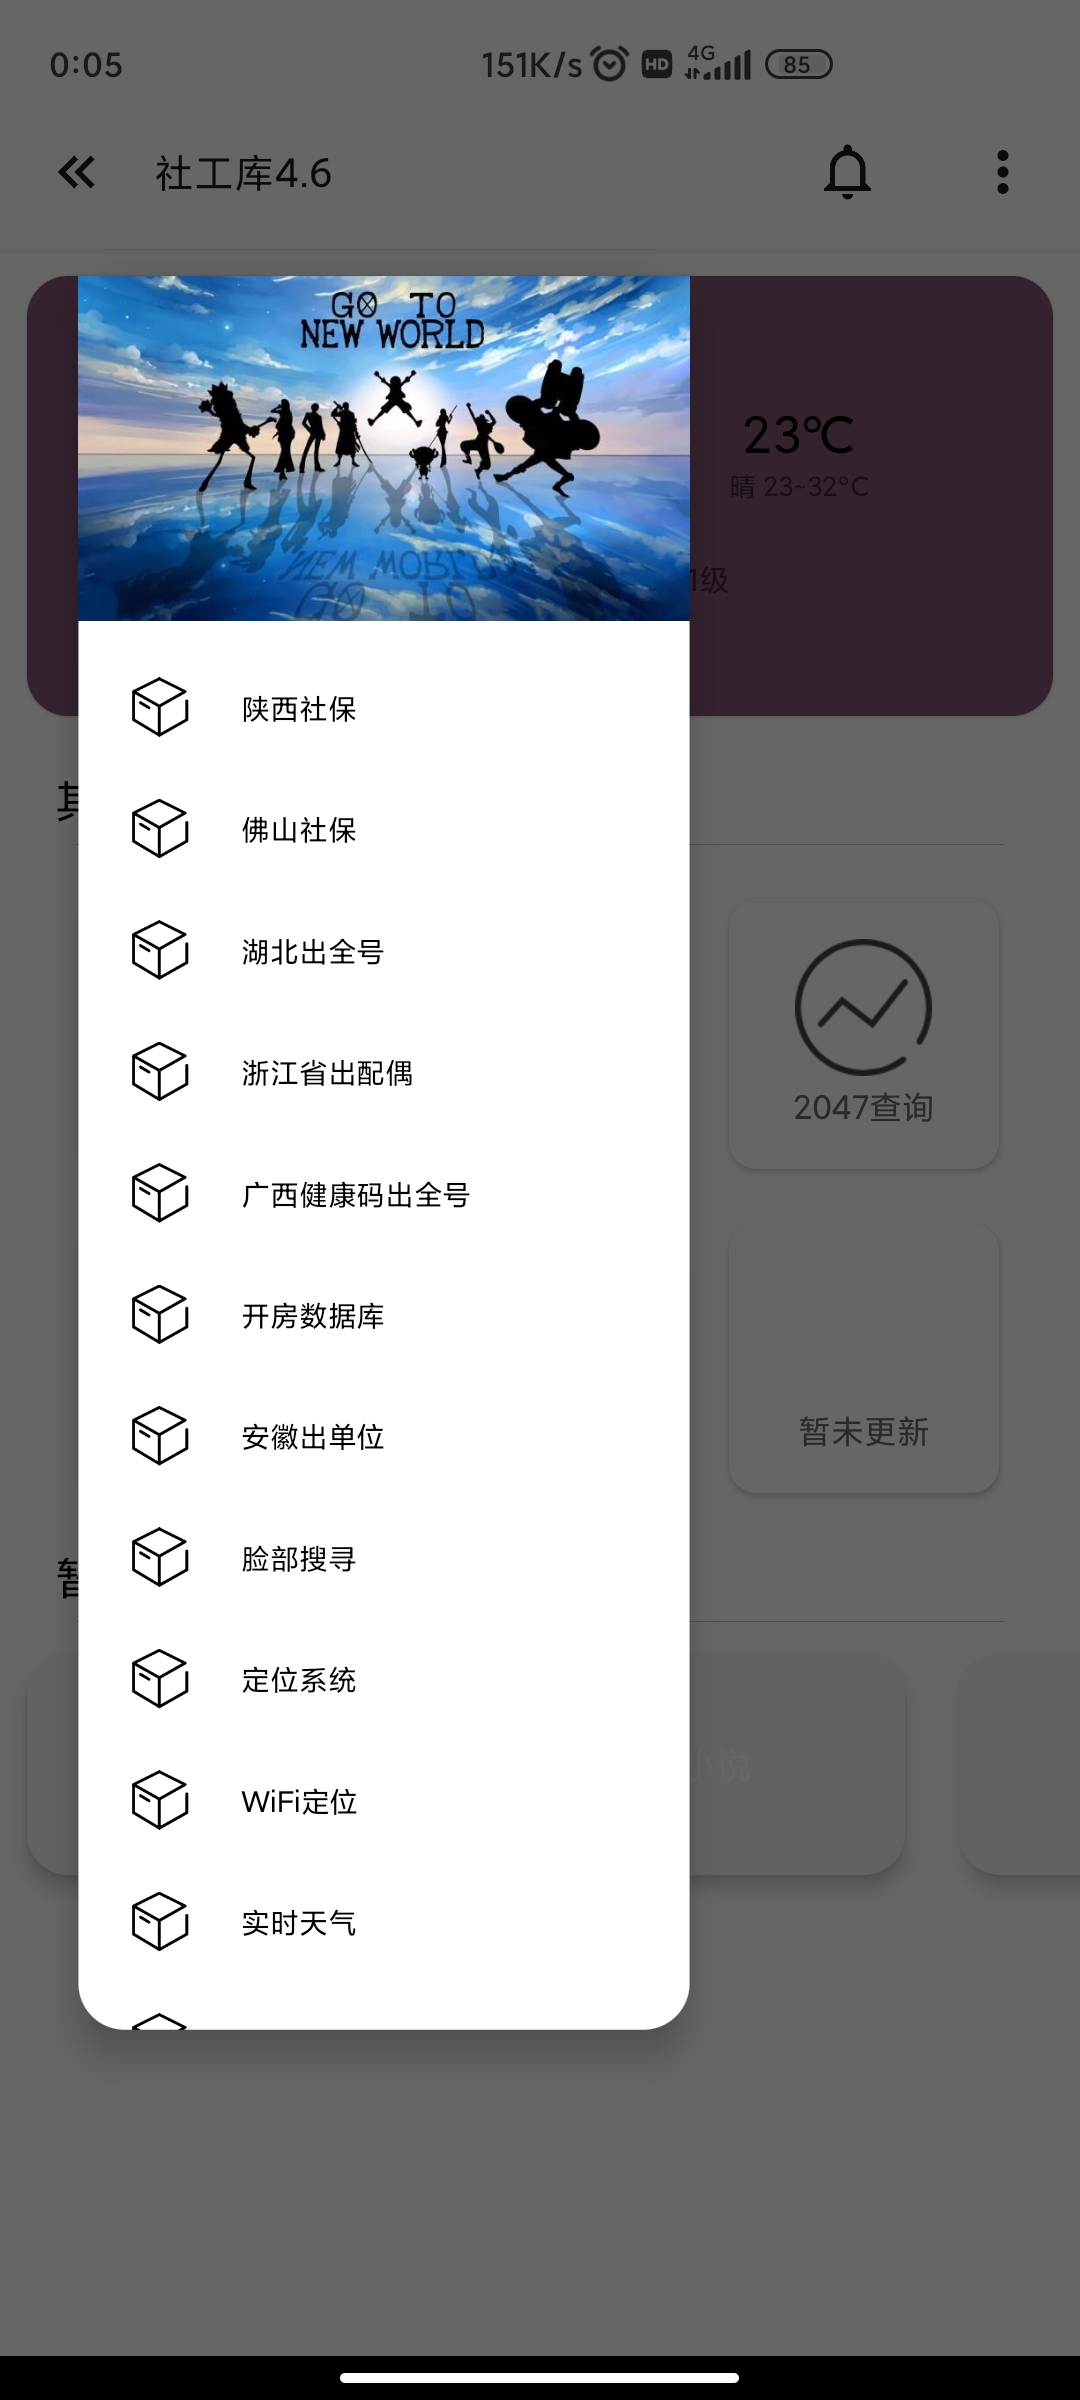 0:05
151K/s HD 4G 85
社工库4.6
GO TO
NEW WORLD
23℃
晴 23~32°C
1级
陕西社保
佛山社保
湖北出全号
浙江省出配偶
2047查询
广西健康码出全号
开房数据库
安徽出单位
暂未更新
脸部搜寻
定位系统
WiFi定位
小说
实时天气